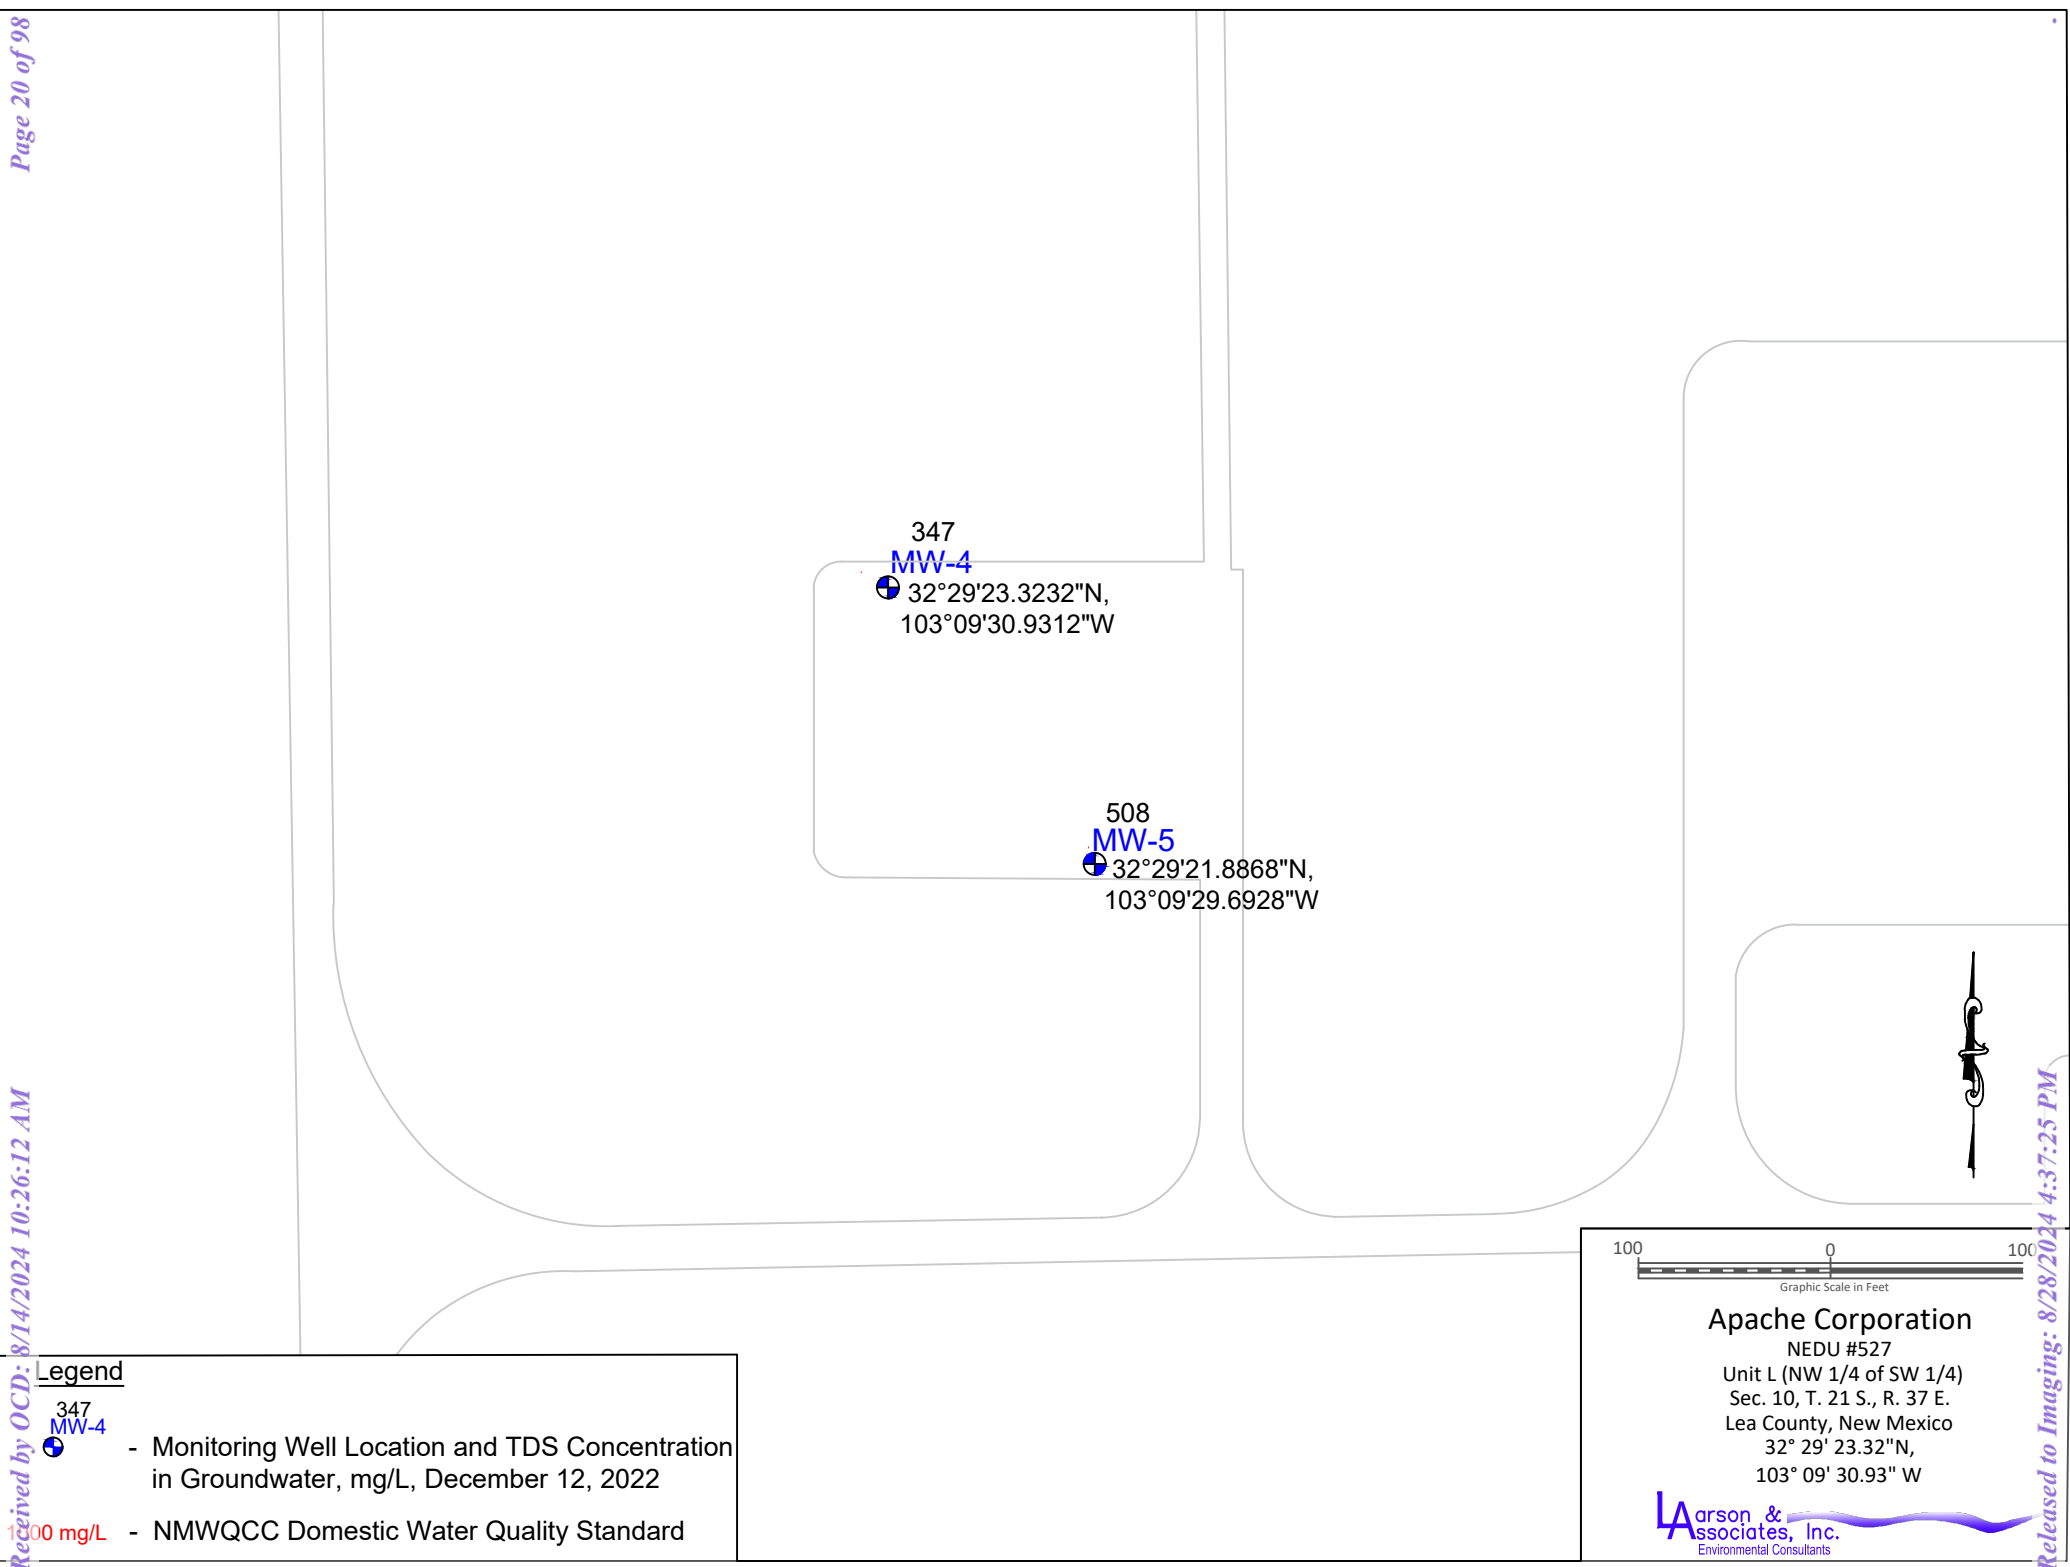 Page 20 of 98
347
MW-4
32°29'23.3232"N,
103°09'30.9312"W
508
MW-5
32°29'21.8868"N,
103°09'29.6928"W
Received by OCD: 8/14/2024 10:26:12 AM
Released to Imaging: 8/28/2024 4:37:25 PM
Legend
347
MW-4
- Monitoring Well Location and TDS Concentration
in Groundwater, mg/L, December 12, 2022
1000 mg/L - NMWQCC Domestic Water Quality Standard
100 0 100
Graphic Scale in Feet
Apache Corporation
NEDU #527
Unit L (NW 1/4 of SW 1/4)
Sec. 10, T. 21 S., R. 37 E.
Lea County, New Mexico
32° 29' 23.32"N,
103° 09' 30.93" W
Larson &
Associates, Inc.
Environmental Consultants